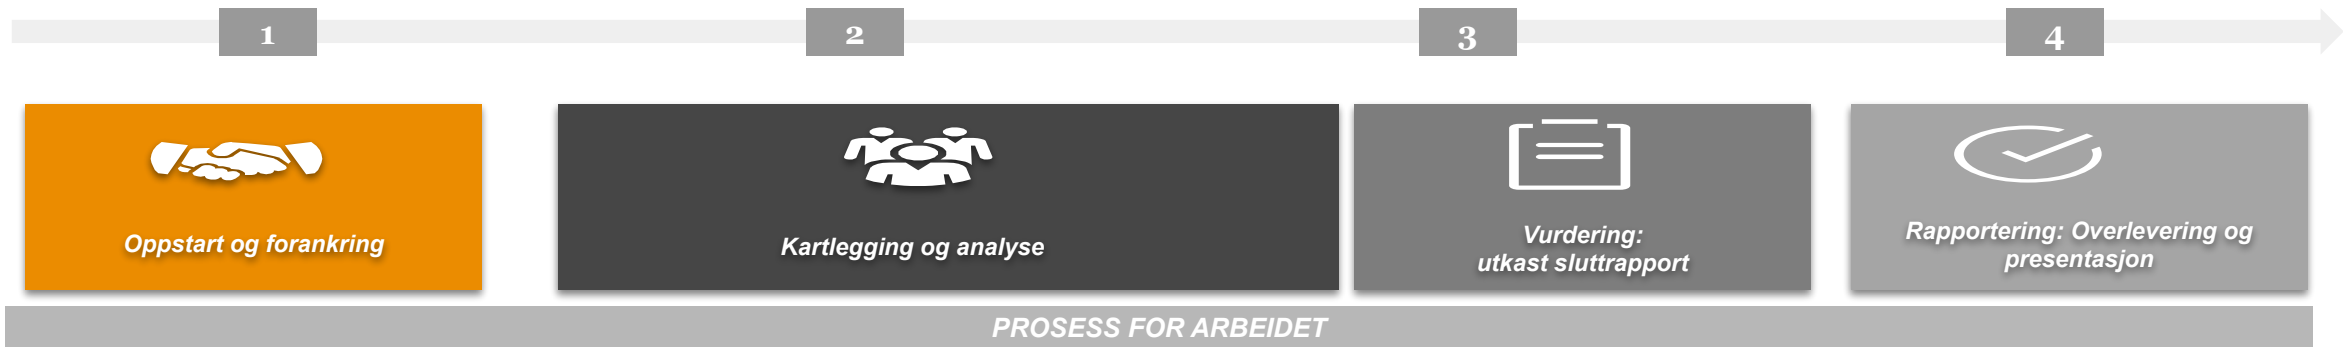 1
2
3
4
Oppstart og forankring
Kartlegging og analyse
Vurdering:
utkast sluttrapport
Rapportering: Overlevering og
presentasjon
PROSESS FOR ARBEIDET